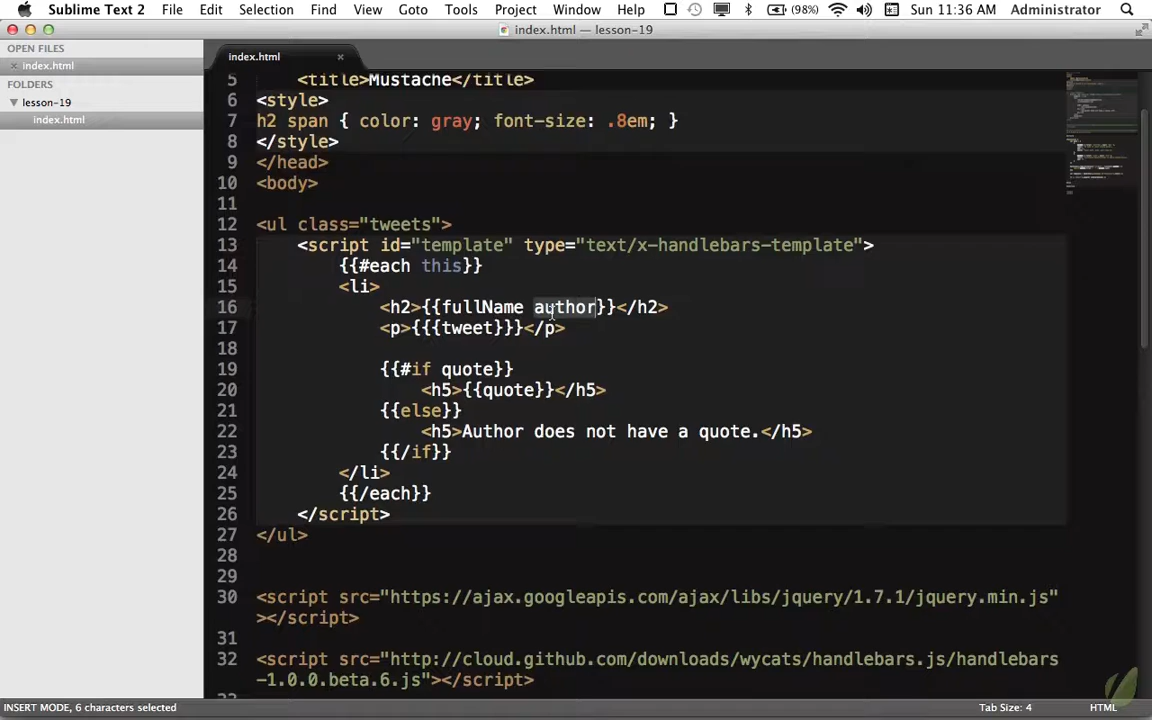 Sublime Text 2 File Edit Selection Find View Goto Tools Project Window Help (98%) Sun 11:36 AM Administrator
index.html — lesson-19
OPEN FILES
index.html
FOLDERS
lesson-19
index.html
index.html
5 <title>Mustache</title>
6 <style>
7 h2 span { color: gray; font-size: .8em; }
8 </style>
9 </head>
10 <body>
11
12 <ul class="tweets">
13 <script id="template" type="text/x-handlebars-template">
14 {{#each this}}
15 <li>
16 <h2>{{fullName author}}</h2>
17 <p>{{{tweet}}}</p>
18
19 {{#if quote}}
20 <h5>{{quote}}</h5>
21 {{else}}
22 <h5>Author does not have a quote.</h5>
23 {{/if}}
24 </li>
25 {{/each}}
26 </script>
27 </ul>
28
29
30 <script src="https://ajax.googleapis.com/ajax/libs/jquery/1.7.1/jquery.min.js"
></script>
31
32 <script src="http://cloud.github.com/downloads/wycats/handlebars.js/handlebars
-1.0.0.beta.6.js"></script>
INSERT MODE, 6 characters selected Tab Size: 4 HTML